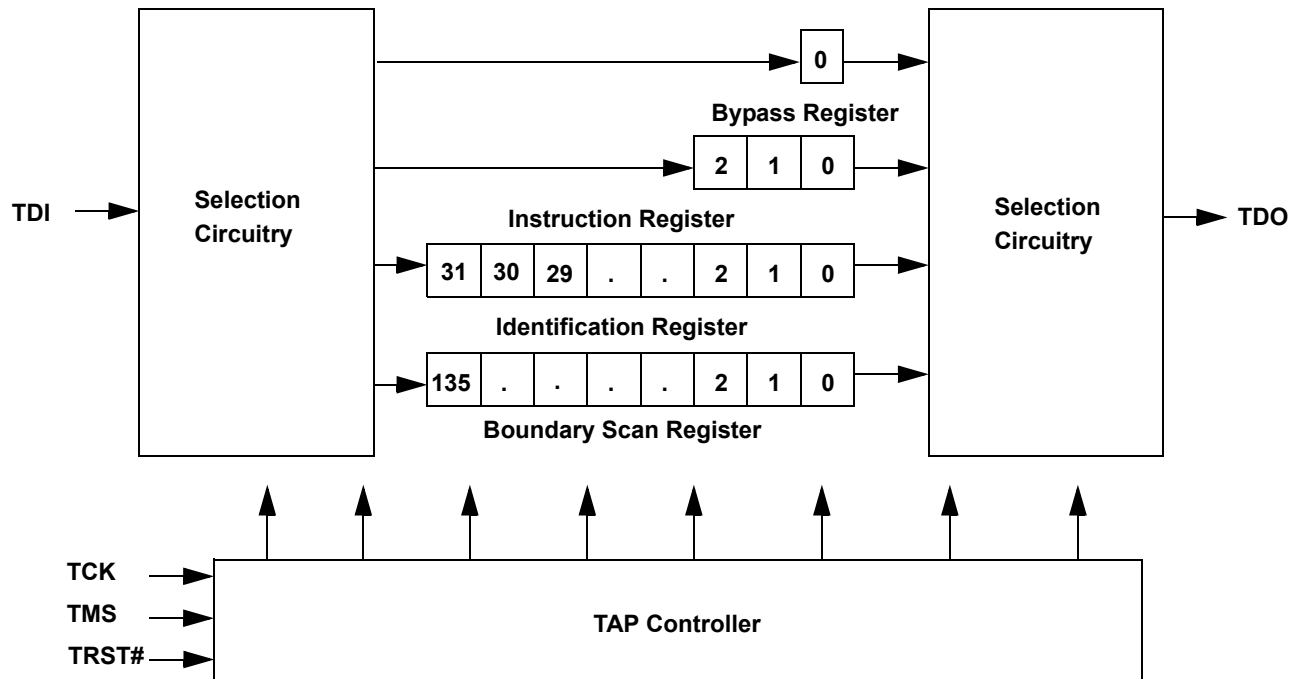 0
Bypass Register
2 1 0
TDI
Selection
Circuitry
Selection
Circuitry
TDO
Instruction Register
31 30 29 . . 2 1 0
Identification Register
135 . . . . 2 1 0
Boundary Scan Register
TCK
TMS
TRST#
TAP Controller